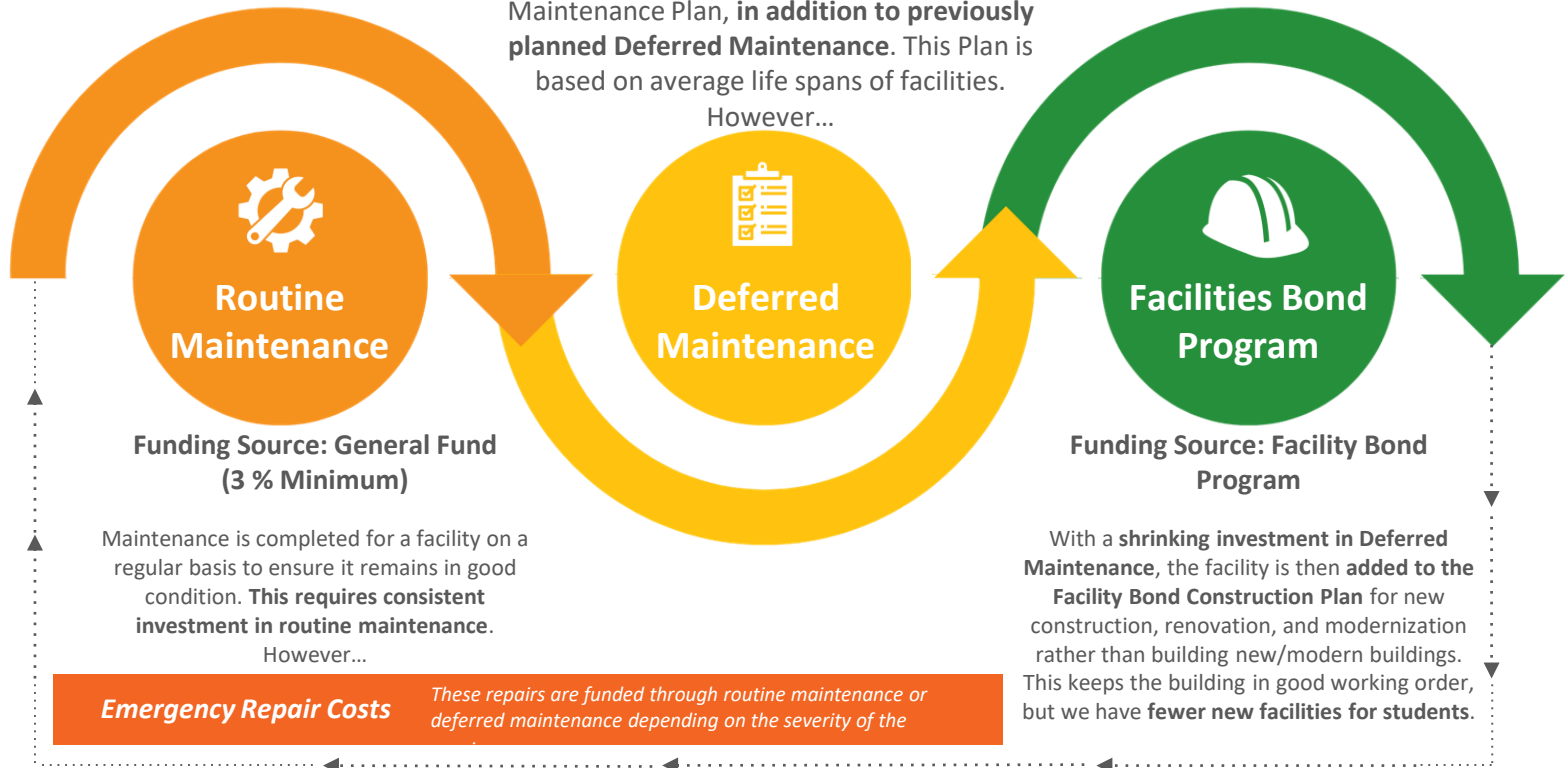 Maintenance Plan, in addition to previously
planned Deferred Maintenance. This Plan is
based on average life spans of facilities.
However…
Routine
Maintenance
Deferred
Maintenance
Facilities Bond
Program
Funding Source: General Fund
(3 % Minimum)
Maintenance is completed for a facility on a
regular basis to ensure it remains in good
condition. This requires consistent
investment in routine maintenance.
However…
Funding Source: Facility Bond
Program
With a shrinking investment in Deferred
Maintenance, the facility is then added to the
Facility Bond Construction Plan for new
construction, renovation, and modernization
rather than building new/modern buildings.
This keeps the building in good working order,
but we have fewer new facilities for students.
Emergency Repair Costs
These repairs are funded through routine maintenance or
deferred maintenance depending on the severity of the